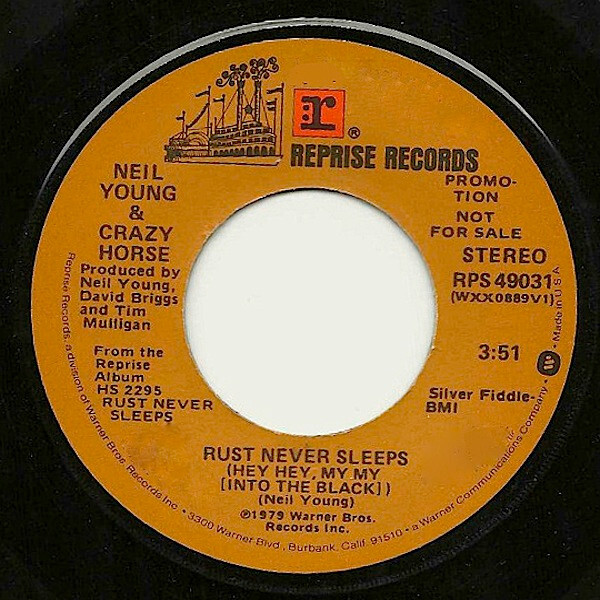 r
®
REPRISE RECORDS
NEIL
YOUNG
&
CRAZY
HORSE
Produced by
Neil Young,
David Briggs
and Tim
Mulligan
From the
Reprise
Album
HS 2295
RUST NEVER
SLEEPS
PROMO-
TION
NOT
FOR SALE
STEREO
RPS 49031
(WXX0889V1)
3:51
Silver Fiddle-
BMI
RUST NEVER SLEEPS
(HEY HEY, MY MY
[INTO THE BLACK])
(Neil Young)
℗1979 Warner Bros.
Records Inc.
Reprise Records, a division of Warner Bros. Records Inc. • 3300 Warner Blvd., Burbank, Calif. 91510 • a Warner Communications Company. • Made in U.S.A.